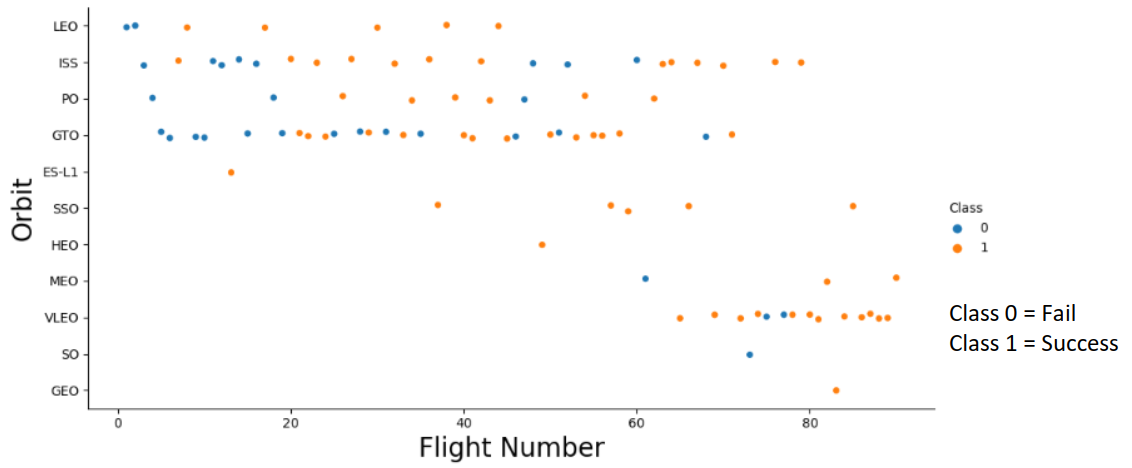 LEO
ISS
PO
GTO
ES-L1
SSO
HEO
MEO
VLEO
SO
GEO
Orbit
0 20 40 60 80
Flight Number
Class
0
1
Class 0 = Fail
Class 1 = Success